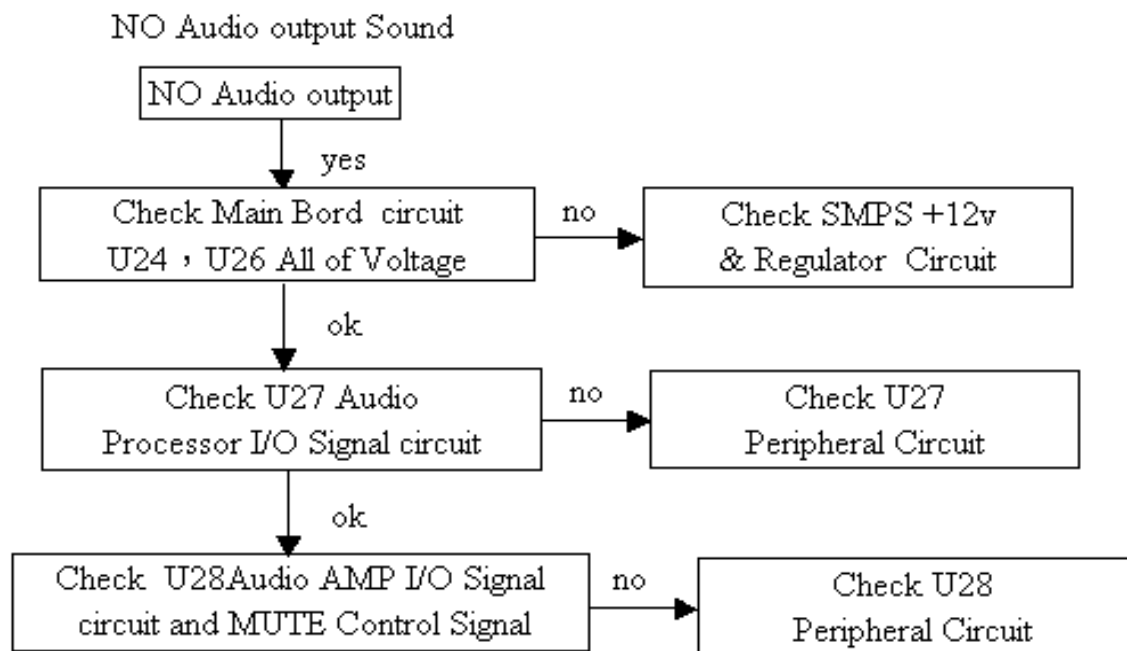 NO Audio output Sound
NO Audio output
yes
Check Main Bord circuit
U24，U26 All of Voltage
no
Check SMPS +12v
& Regulator Circuit
ok
Check U27 Audio
Processor I/O Signal circuit
no
Check U27
Peripheral Circuit
ok
Check U28Audio AMP I/O Signal
circuit and MUTE Control Signal
no
Check U28
Peripheral Circuit